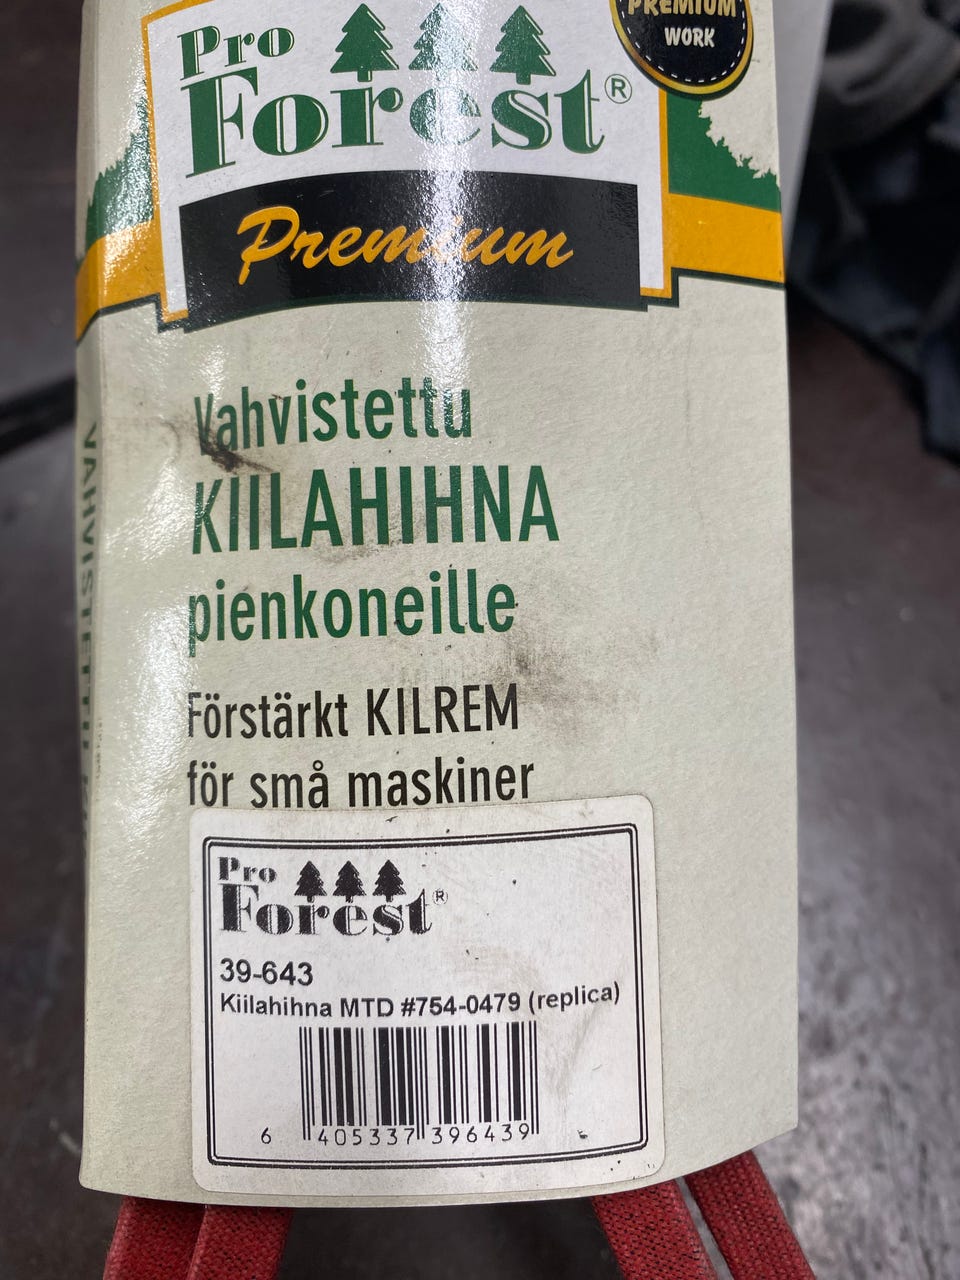 PREMIUM
WORK
Pro
Forest®
Premium
Vahvistettu
KIILAHIHNA
pienkoneille
Förstärkt KILREM
för små maskiner
Pro
Forest®
39-643
Kiilahihna MTD #754-0479 (replica)
6 405337 396439
VAHVISTETTU